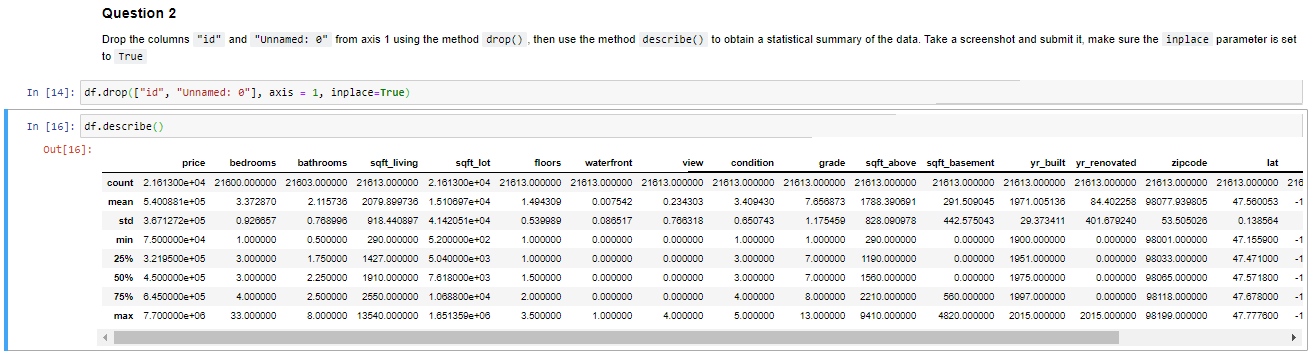 Question 2
Drop the columns "id" and "Unnamed: 0" from axis 1 using the method drop() , then use the method describe() to obtain a statistical summary of the data. Take a screenshot and submit it, make sure the inplace parameter is set
to True
In [14]: df.drop(["id", "Unnamed: 0"], axis = 1, inplace=True)
In [16]: df.describe()
Out[16]:
price bedrooms bathrooms sqft_living sqft_lot floors waterfront view condition grade sqft_above sqft_basement yr_built yr_renovated zipcode lat
count 2.161300e+04 21600.000000 21603.000000 21613.000000 2.161300e+04 21613.000000 21613.000000 21613.000000 21613.000000 21613.000000 21613.000000 21613.000000 21613.000000 21613.000000 21613.000000 21613.000000 216
mean 5.400881e+05 3.372870 2.115736 2079.899736 1.510697e+04 1.494309 0.007542 0.234303 3.409430 7.656873 1788.390691 291.509045 1971.005136 84.402258 98077.939805 47.560053 -1
std 3.671272e+05 0.926657 0.768996 918.440897 4.142051e+04 0.539989 0.086517 0.766318 0.650743 1.175459 828.090978 442.575043 29.373411 401.679240 53.505026 0.138564
min 7.500000e+04 1.000000 0.500000 290.000000 5.200000e+02 1.000000 0.000000 0.000000 1.000000 1.000000 290.000000 0.000000 1900.000000 0.000000 98001.000000 47.155900 -1
25% 3.219500e+05 3.000000 1.750000 1427.000000 5.040000e+03 1.000000 0.000000 0.000000 3.000000 7.000000 1190.000000 0.000000 1951.000000 0.000000 98033.000000 47.471000 -1
50% 4.500000e+05 3.000000 2.250000 1910.000000 7.618000e+03 1.500000 0.000000 0.000000 3.000000 7.000000 1560.000000 0.000000 1975.000000 0.000000 98065.000000 47.571800 -1
75% 6.450000e+05 4.000000 2.500000 2550.000000 1.068800e+04 2.000000 0.000000 0.000000 4.000000 8.000000 2210.000000 560.000000 1997.000000 0.000000 98118.000000 47.678000 -1
max 7.700000e+06 33.000000 8.000000 13540.000000 1.651359e+06 3.500000 1.000000 4.000000 5.000000 13.000000 9410.000000 4820.000000 2015.000000 2015.000000 98199.000000 47.777600 -1